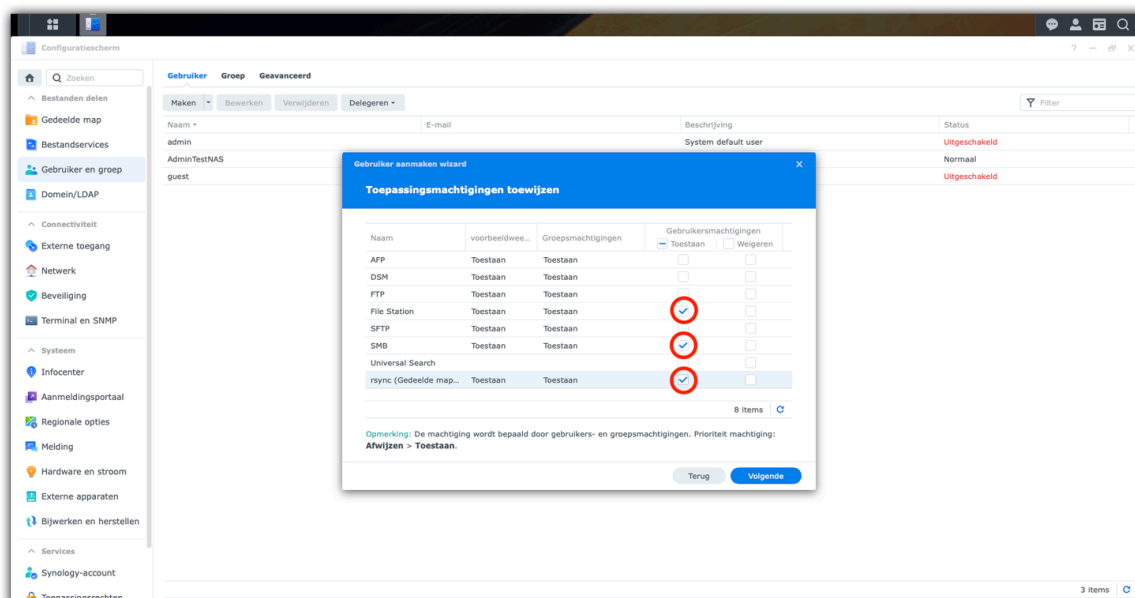 Configuratiescherm
Zoeken
Bestanden delen
Gedeelde map
Bestandservices
Gebruiker en groep
Domein/LDAP
Connectiviteit
Externe toegang
Netwerk
Beveiliging
Terminal en SNMP
Systeem
Infocenter
Aanmeldingsportaal
Regionale opties
Melding
Hardware en stroom
Externe apparaten
Bijwerken en herstellen
Services
Synology-account
Toepassingsrechten
Gebruiker Groep Geavanceerd
Maken Bewerken Verwijderen Delegeren Filter
Naam E-mail Beschrijving Status
admin System default user Uitgeschakeld
AdminTestNAS Normaal
guest Uitgeschakeld
Gebruiker aanmaken wizard
Toepassingsmachtigingen toewijzen
Gebruikersmachtigingen
Naam voorbeeldwee... Groepsmachtigingen Toestaan Weigeren
AFP Toestaan Toestaan
DSM Toestaan Toestaan
FTP Toestaan Toestaan
File Station Toestaan Toestaan
SFTP Toestaan Toestaan
SMB Toestaan Toestaan
Universal Search
rsync (Gedeelde map... Toestaan Toestaan
8 items
Opmerking: De machtiging wordt bepaald door gebruikers- en groepsmachtigingen. Prioriteit machtiging:
Afwijzen > Toestaan.
Terug Volgende
3 items